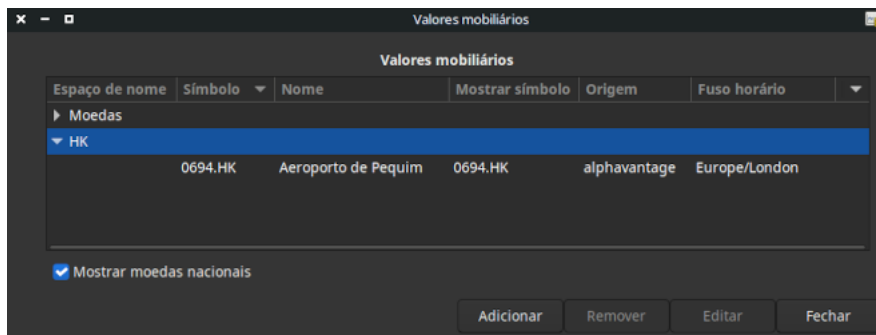 Valores mobiliários
Valores mobiliários
Espaço de nome Símbolo Nome Mostrar símbolo Origem Fuso horário
Moedas
HK
0694.HK Aeroporto de Pequim 0694.HK alphavantage Europe/London
Mostrar moedas nacionais
Adicionar Remover Editar Fechar